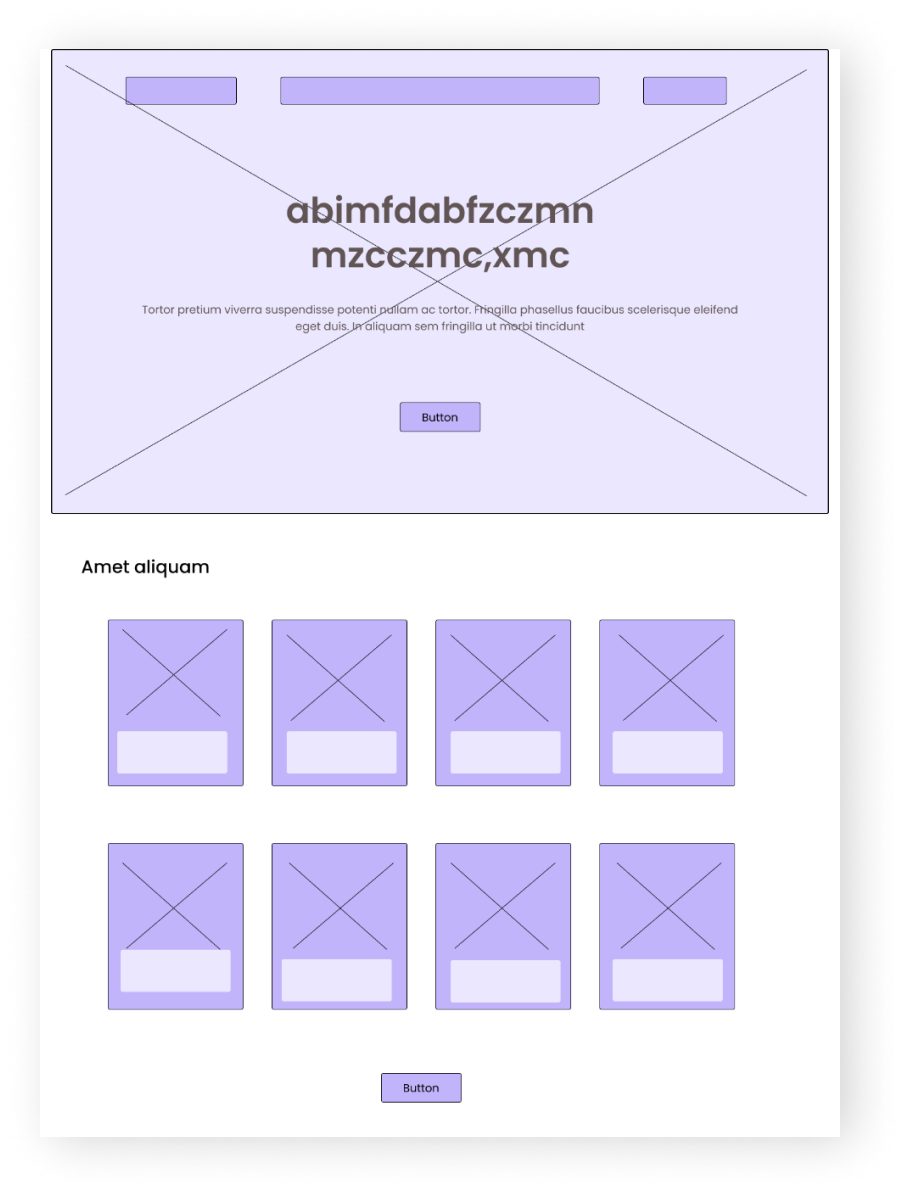 abimfdabfzczmn
mzcczmc,xmc
Tortor pretium viverra suspendisse potenti nullam ac tortor. Fringilla phasellus faucibus scelerisque eleifend
eget duis. In aliquam sem fringilla ut morbi tincidunt
Button
Amet aliquam
Button